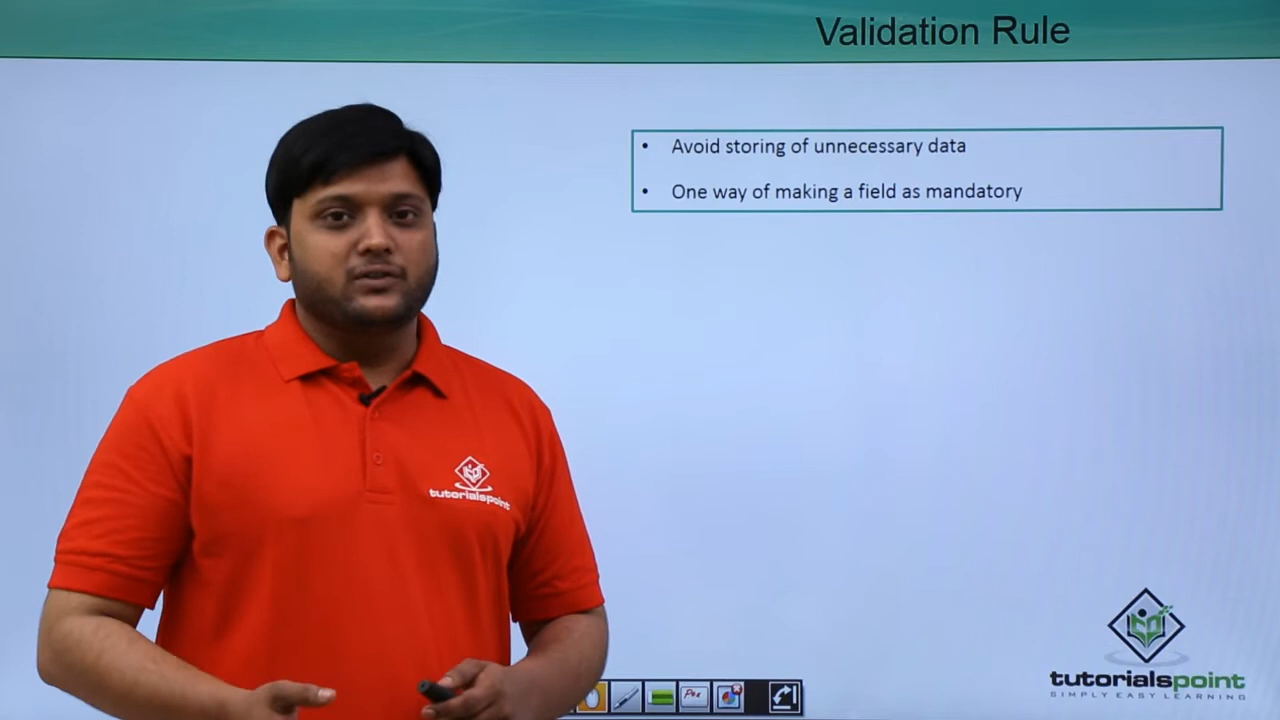 Validation Rule
• Avoid storing of unnecessary data
• One way of making a field as mandatory
tutorialspoint
tutorialspoint
SIMPLY EASY LEARNING